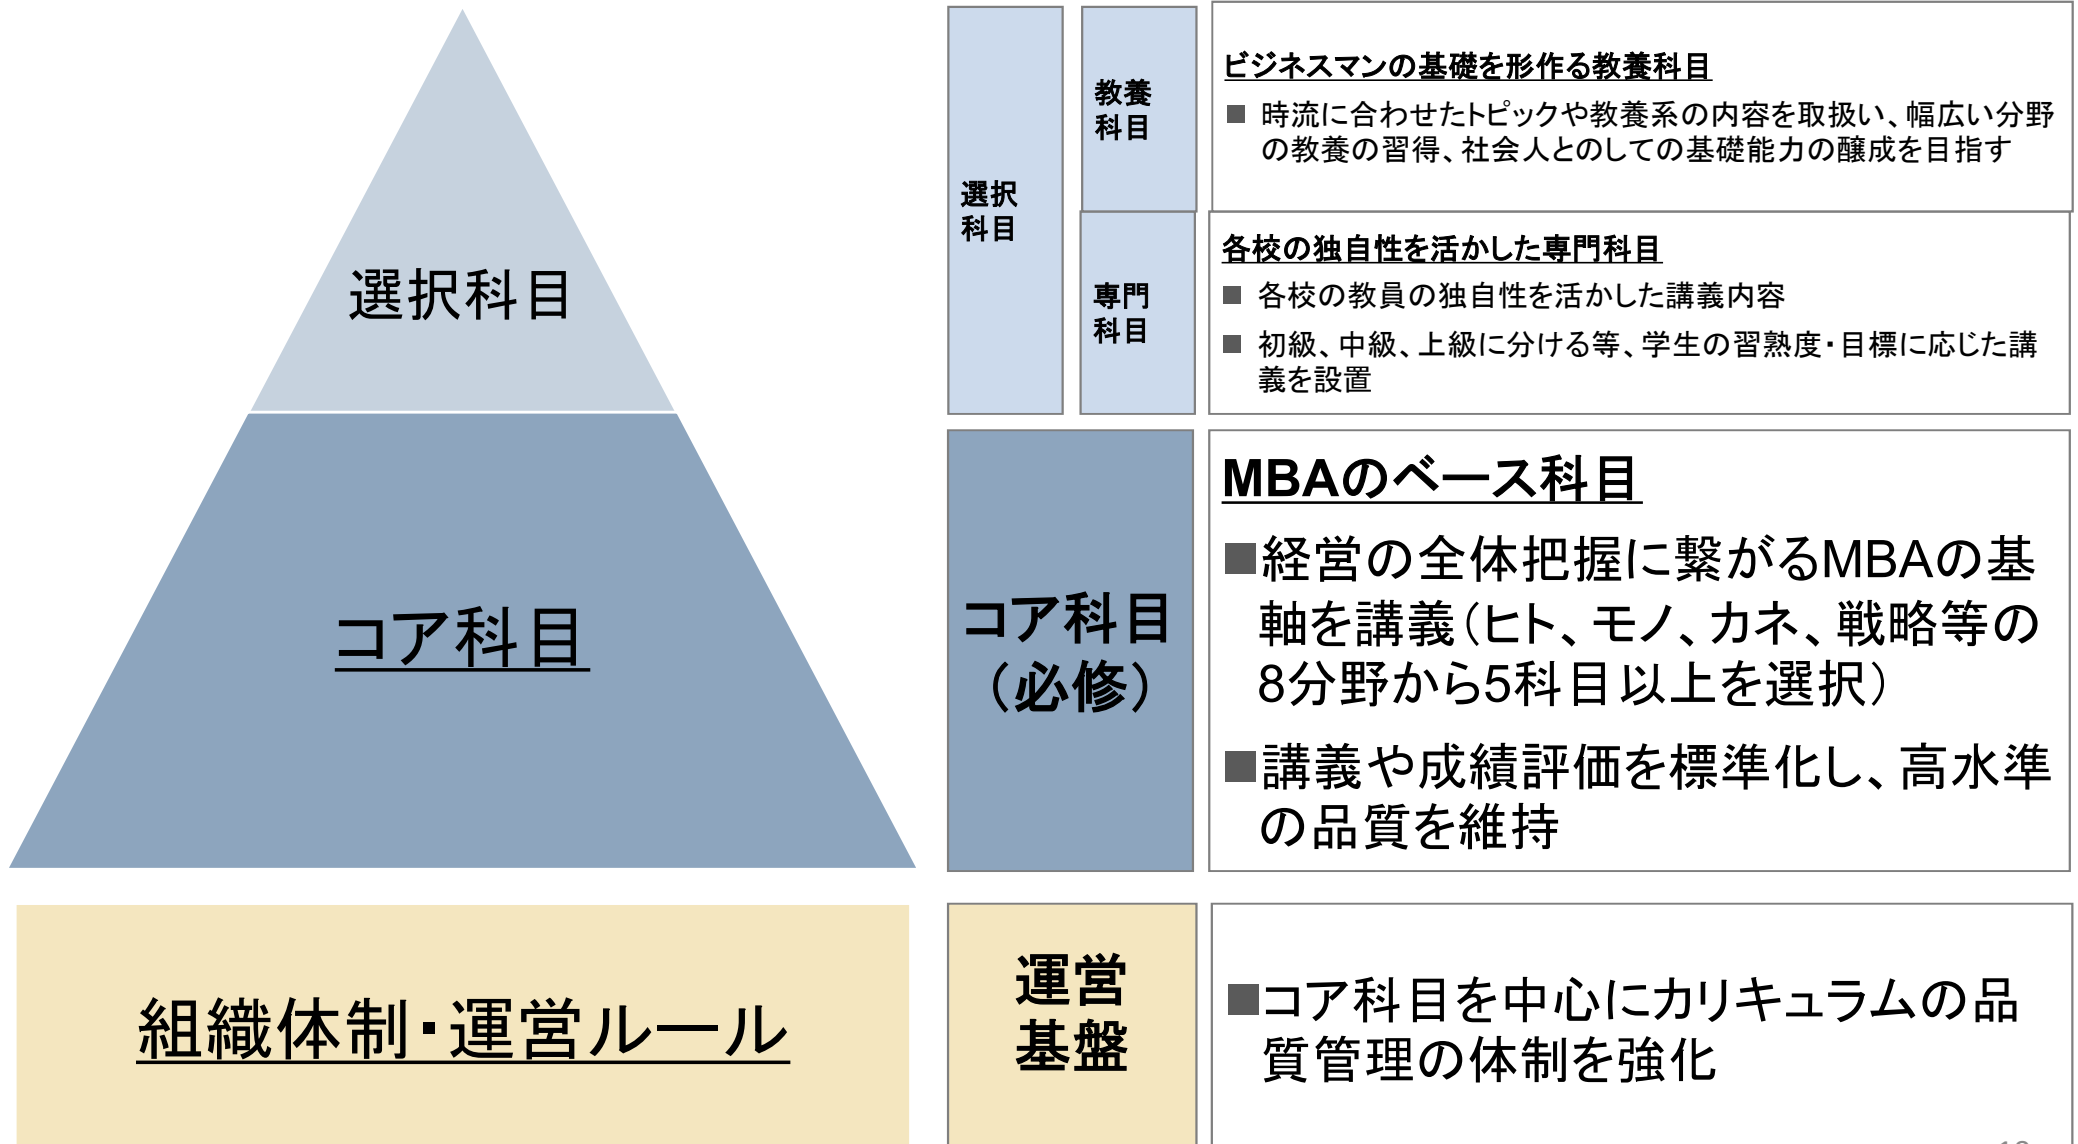 選択科目
コア科目
組織体制・運営ルール
選択
科目
教養
科目
ビジネスマンの基礎を形作る教養科目
■ 時流に合わせたトピックや教養系の内容を取扱い、幅広い分野
の教養の習得、社会人とのしての基礎能力の醸成を目指す
専門
科目
各校の独自性を活かした専門科目
■ 各校の教員の独自性を活かした講義内容
■ 初級、中級、上級に分ける等、学生の習熟度・目標に応じた講
義を設置
コア科目
（必修）
MBAのベース科目
■経営の全体把握に繋がるMBAの基
軸を講義（ヒト、モノ、カネ、戦略等の
8分野から5科目以上を選択）
■講義や成績評価を標準化し、高水準
の品質を維持
運営
基盤
■コア科目を中心にカリキュラムの品
質管理の体制を強化